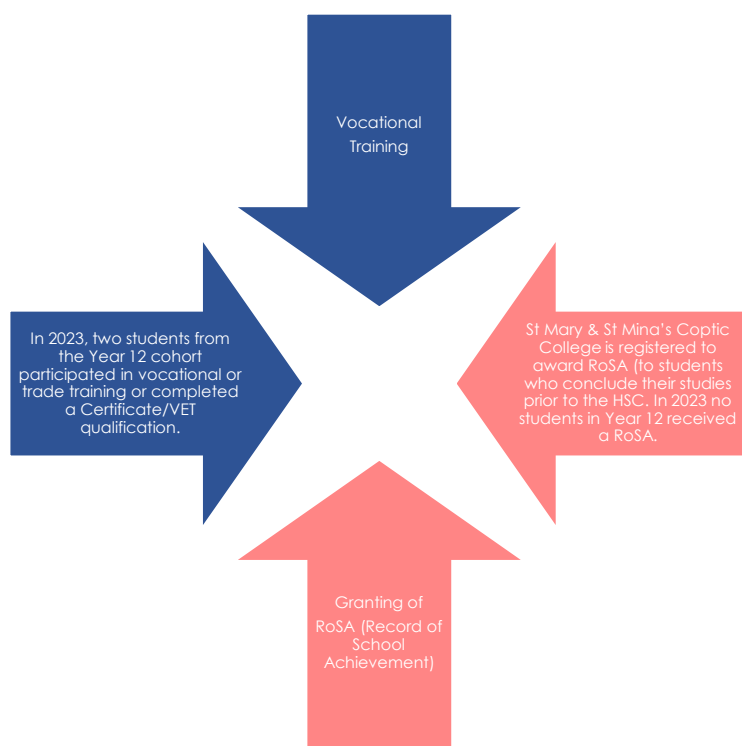 Vocational
Training
In 2023, two students from
the Year 12 cohort
participated in vocational or
trade training or completed
a Certificate/VET
qualification.
St Mary & St Mina's Coptic
College is registered to
award RoSA (to students
who conclude their studies
prior to the HSC. In 2023 no
students in Year 12 received
a RoSA.
Granting of
RoSA (Record of
School
Achievement)